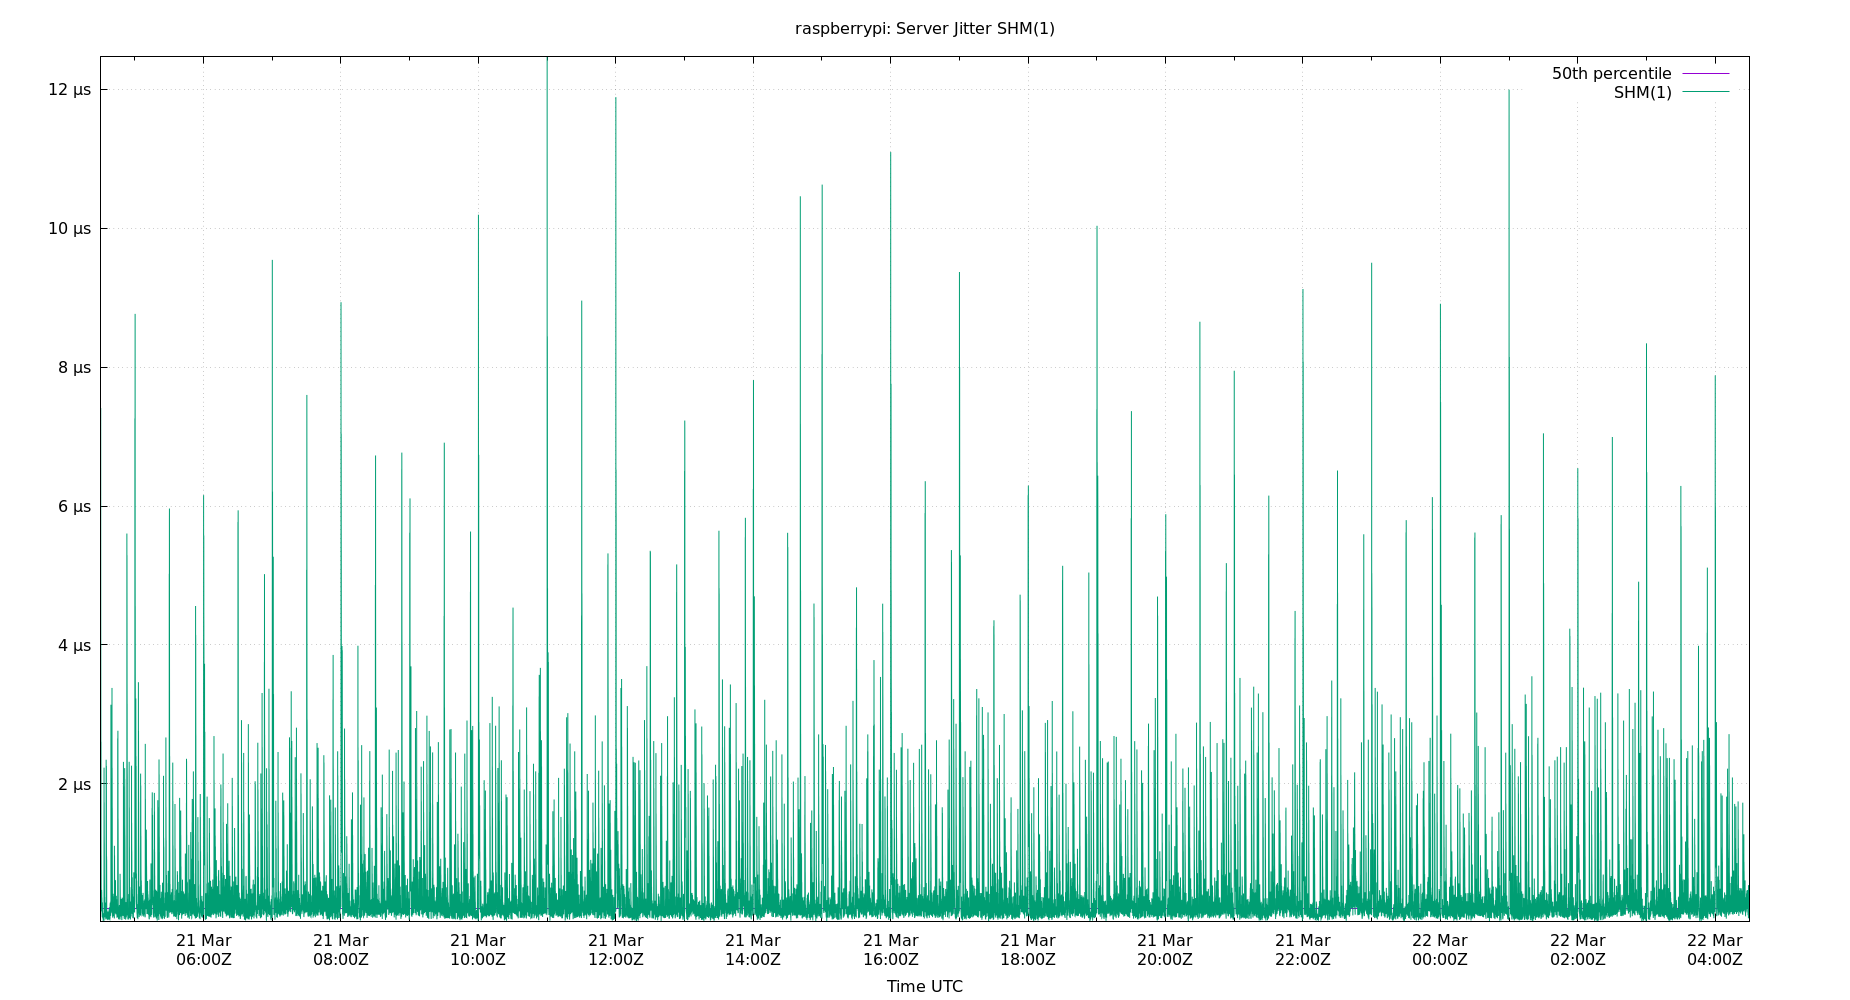 raspberrypi: Server Jitter SHM(1)
50th percentile
SHM(1)
12 µs
10 µs
8 µs
6 µs
4 µs
2 µs
21 Mar 21 Mar 21 Mar 21 Mar 21 Mar 21 Mar 21 Mar 21 Mar 21 Mar 22 Mar 22 Mar 22 Mar
06:00Z 08:00Z 10:00Z 12:00Z 14:00Z 16:00Z 18:00Z 20:00Z 22:00Z 00:00Z 02:00Z 04:00Z
Time UTC